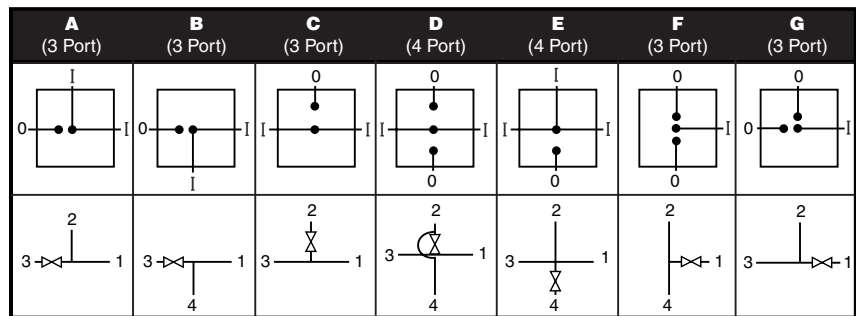 A B C D E F G
(3 Port) (3 Port) (3 Port) (4 Port) (4 Port) (3 Port) (3 Port)
I 0 0 I 0 0
0 I 0 I I I I I I I I 0 I
I 0 0 0
2 2 2 2 2 2
3 1 3 1 3 1 3 1 3 1 1 3 1
4 4 4 4